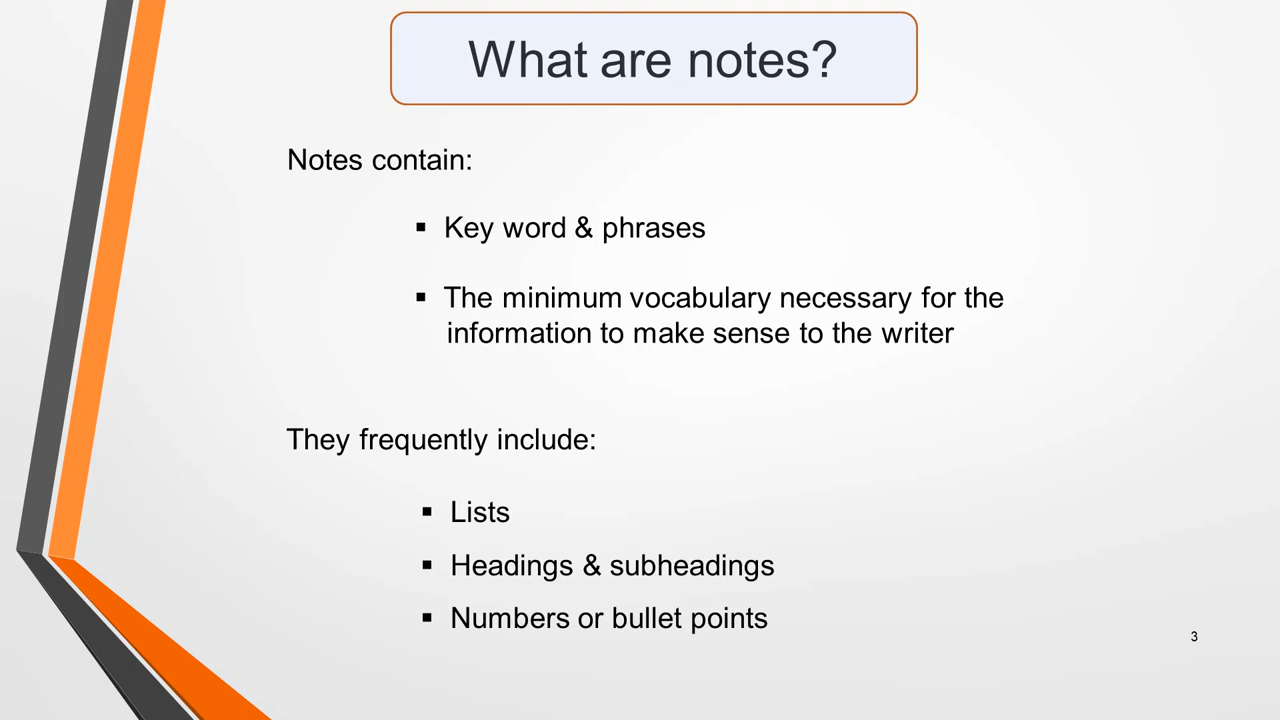 What are notes?
Notes contain:
▪ Key word & phrases
▪ The minimum vocabulary necessary for the
information to make sense to the writer
They frequently include:
▪ Lists
▪ Headings & subheadings
▪ Numbers or bullet points
3